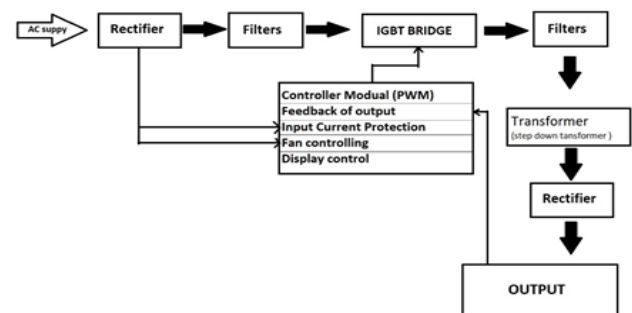 AC suppy
Rectifier
Filters
IGBT BRIDGE
Filters
Controller Modual (PWM)
Feedback of output
Input Current Protection
Fan controlling
Display control
Transformer
(step down tansformer )
Rectifier
OUTPUT